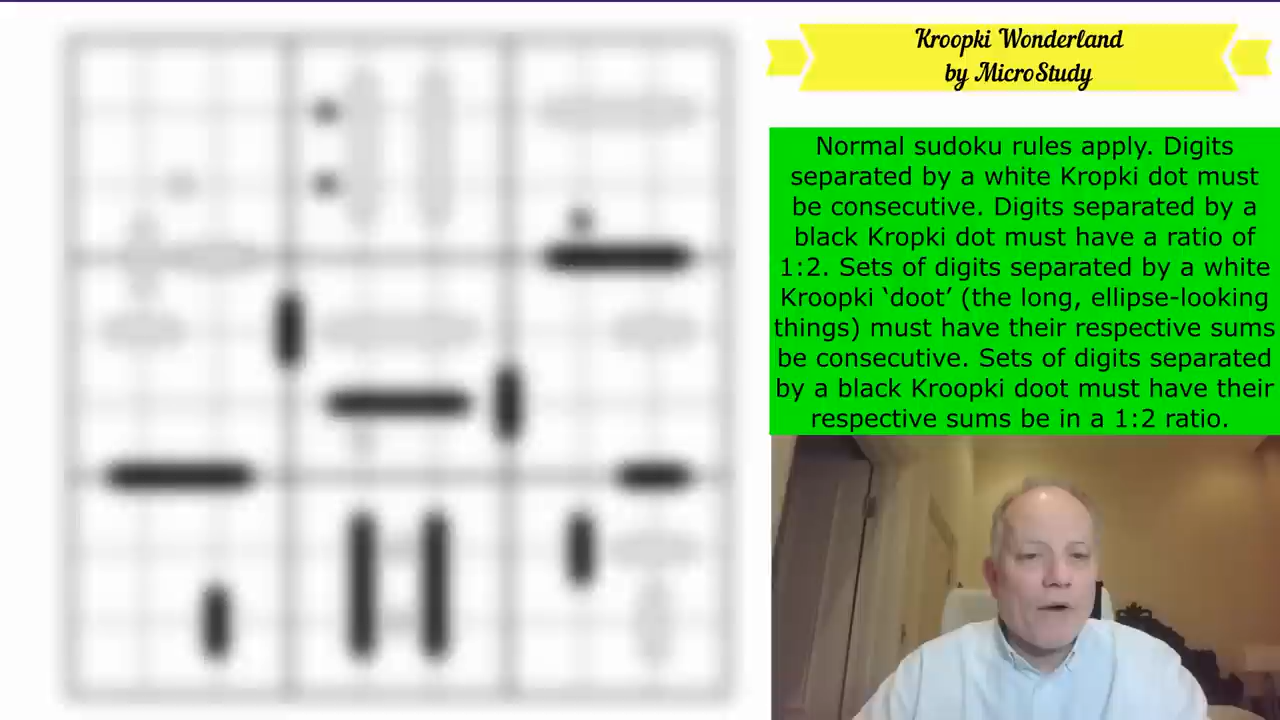 Kroopki Wonderland
by MicroStudy
Normal sudoku rules apply. Digits
separated by a white Kropki dot must
be consecutive. Digits separated by a
black Kropki dot must have a ratio of
1:2. Sets of digits separated by a white
Kroopki ‘doot’ (the long, ellipse-looking
things) must have their respective sums
be consecutive. Sets of digits separated
by a black Kroopki doot must have their
respective sums be in a 1:2 ratio.